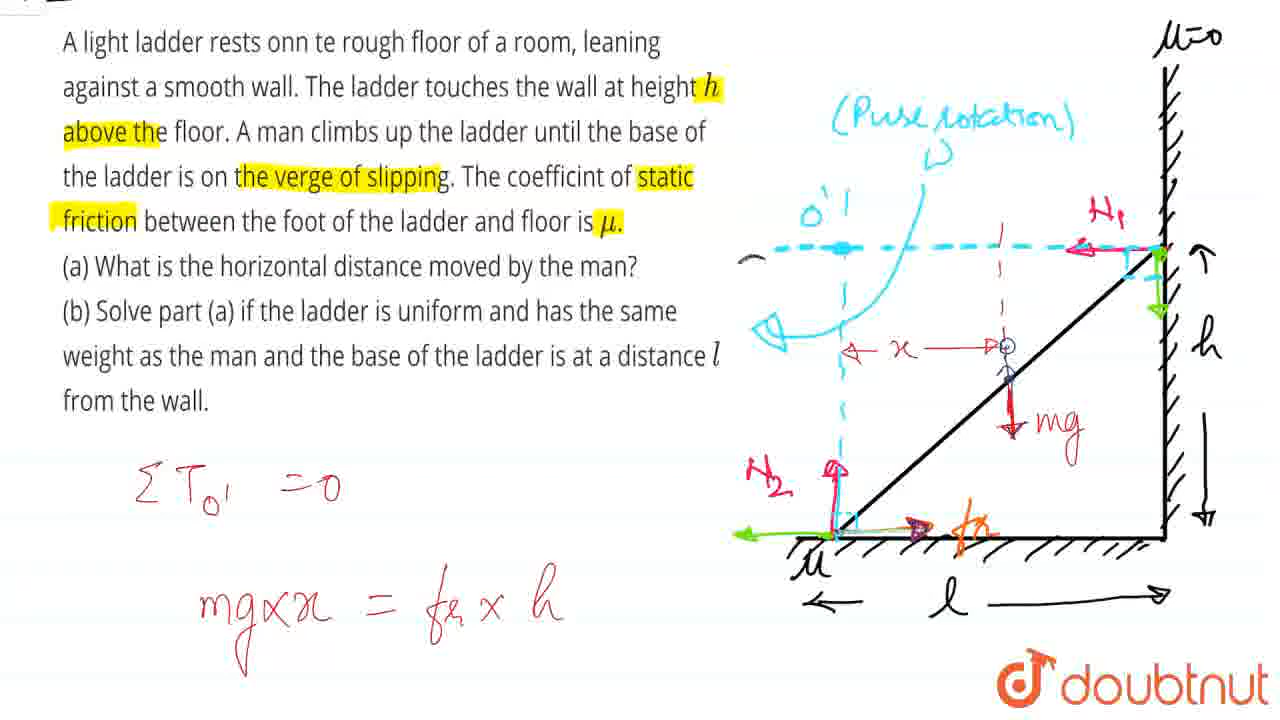 A light ladder rests onn te rough floor of a room, leaning
against a smooth wall. The ladder touches the wall at height h
above the floor. A man climbs up the ladder until the base of
the ladder is on the verge of slipping. The coefficint of static
friction between the foot of the ladder and floor is μ.
(a) What is the horizontal distance moved by the man?
(b) Solve part (a) if the ladder is uniform and has the same
weight as the man and the base of the ladder is at a distance l
from the wall.
Σ T₀' = 0
mg × x = fr × h
μ=0
(Pure rotation)
O'
N₁
x
h
mg
N₂
fr
μ
l
doubtnut